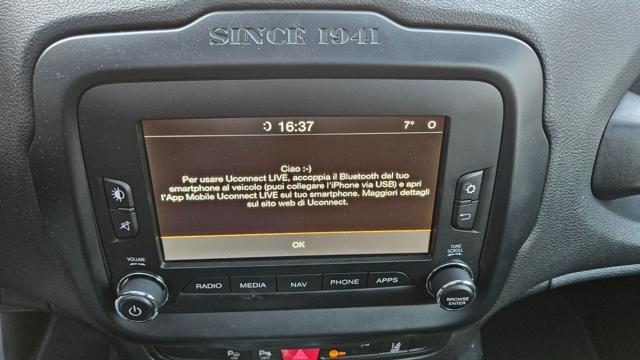 SINCE 1941
16:37 7° O
Ciao :-)
Per usare Uconnect LIVE, accoppia il Bluetooth del tuo
smartphone al veicolo (puoi collegare l'iPhone via USB) e apri
l'App Mobile Uconnect LIVE sul tuo smartphone. Maggiori dettagli
sul sito web di Uconnect.
OK
VOLUME
TUNE
SCROLL
RADIO MEDIA NAV PHONE APPS
BROWSE
ENTER